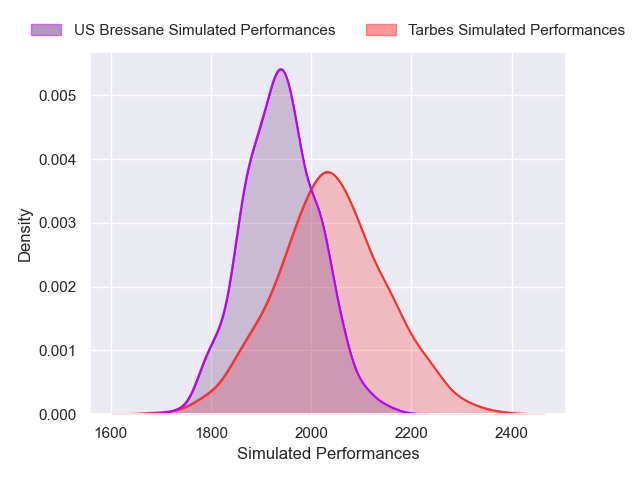 US Bressane Simulated Performances Tarbes Simulated Performances
0.005
0.004
0.003
0.002
0.001
0.000
Density
1600 1800 2000 2200 2400
Simulated Performances